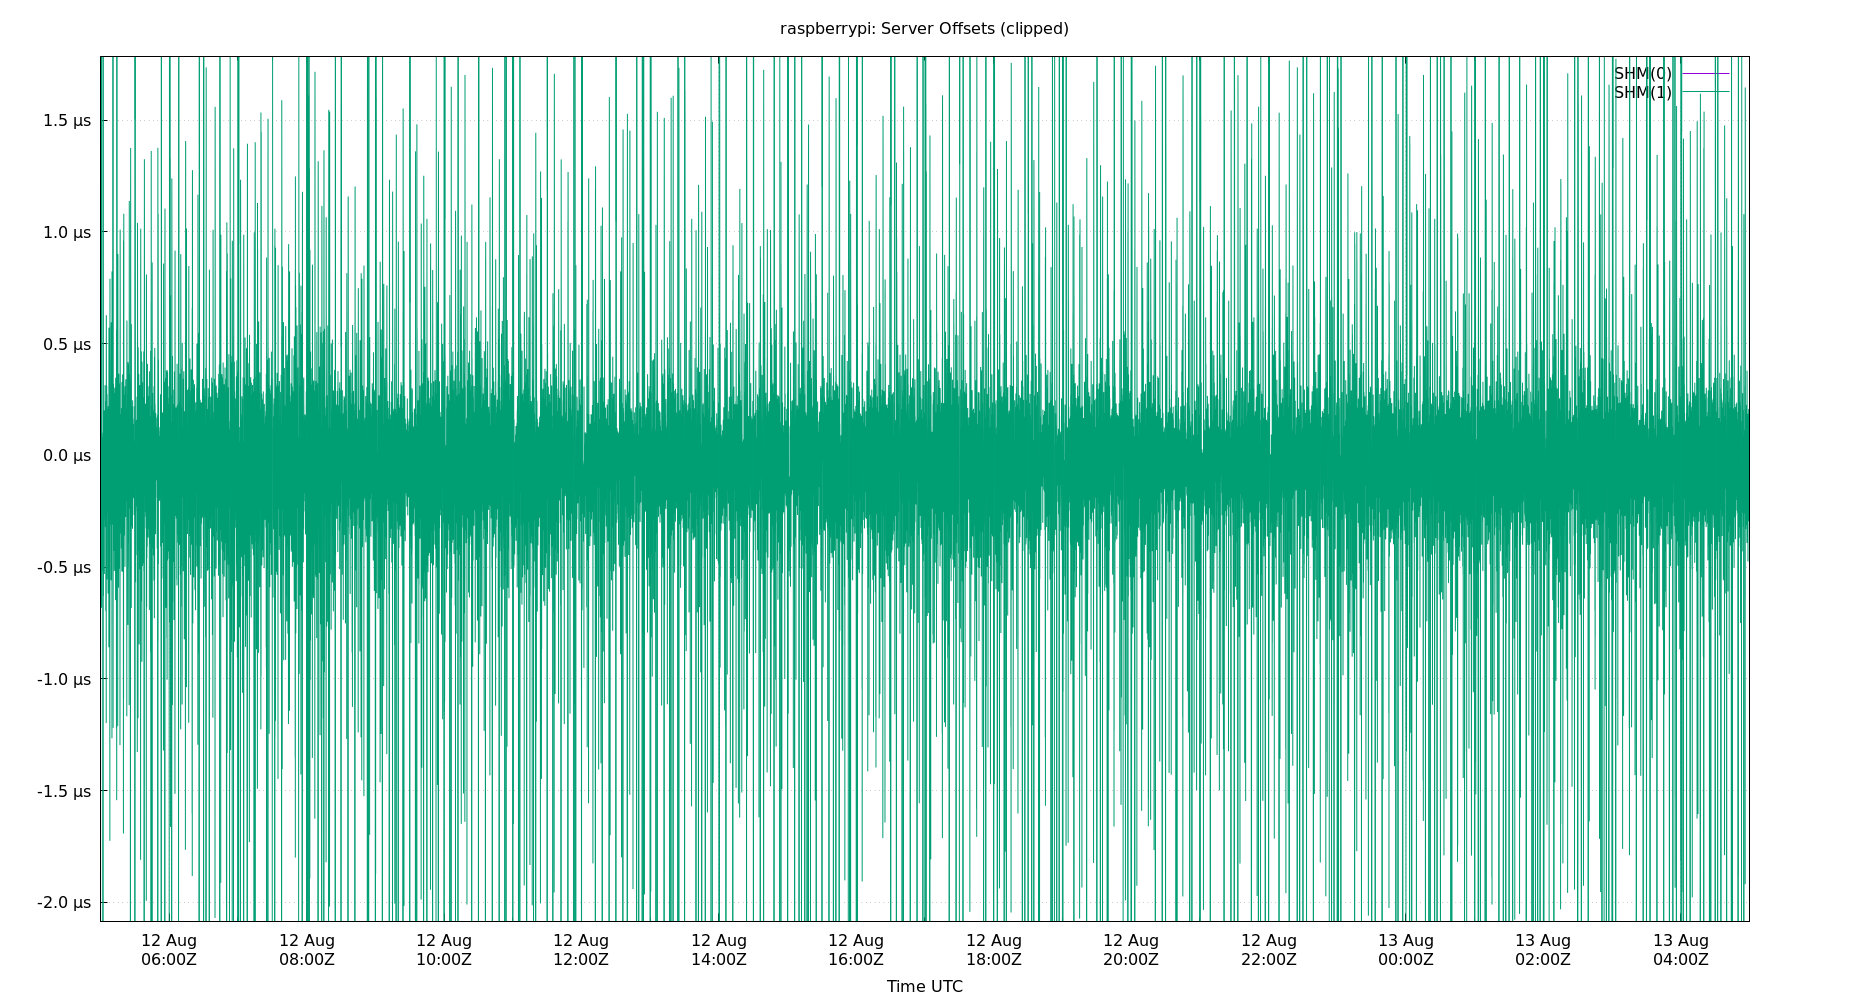 raspberrypi: Server Offsets (clipped)
SHM(0)
SHM(1)
1.5 µs
1.0 µs
0.5 µs
0.0 µs
-0.5 µs
-1.0 µs
-1.5 µs
-2.0 µs
12 Aug 12 Aug 12 Aug 12 Aug 12 Aug 12 Aug 12 Aug 12 Aug 12 Aug 13 Aug 13 Aug 13 Aug
06:00Z 08:00Z 10:00Z 12:00Z 14:00Z 16:00Z 18:00Z 20:00Z 22:00Z 00:00Z 02:00Z 04:00Z
Time UTC